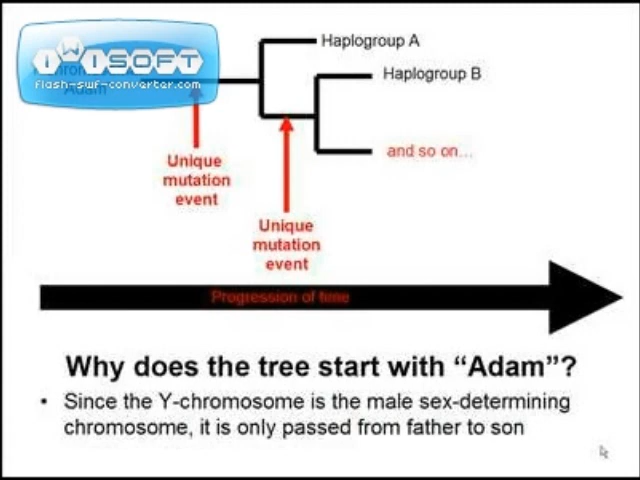 iWiSOFT
flash-swf-converter.com
Adam
Haplogroup A
Haplogroup B
and so on...
Unique
mutation
event
Unique
mutation
event
Progression of time
Why does the tree start with “Adam”?
• Since the Y-chromosome is the male sex-determining
chromosome, it is only passed from father to son